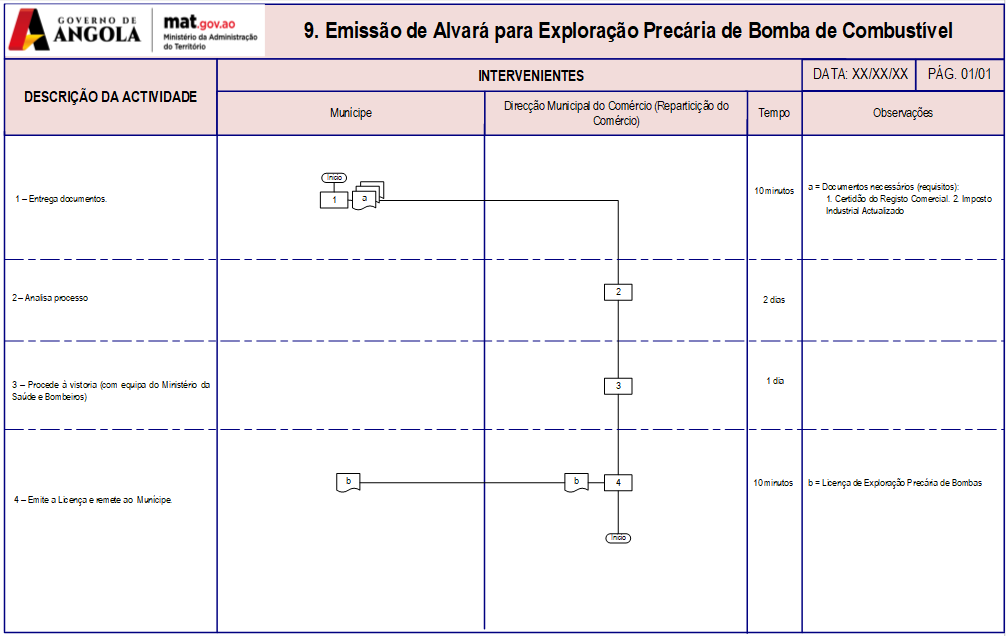 GOVERNO DE
ANGOLA
mat.gov.ao
Ministério da Administração
do Território
9. Emissão de Alvará para Exploração Precária de Bomba de Combustível
DESCRIÇÃO DA ACTIVIDADE
INTERVENIENTES
DATA: XX/XX/XX
PÁG. 01/01
Munícipe
Direcção Municipal do Comércio (Reparticição do
Comércio)
Tempo
Observações
1 – Entrega documentos.
Início
1
a
10 minutos
a = Documentos necessários (requisitos):
1. Certidão do Registo Comercial. 2. Imposto
Industrial Actualizado
2 – Analisa processo
2
2 dias
3 – Procede à vistoria (com equipa do Ministério da
Saúde e Bombeiros)
3
1 dia
4 – Emite a Licença e remete ao Munícipe.
b
b
4
10 minutos
b = Licença de Exploração Precária de Bombas
Início